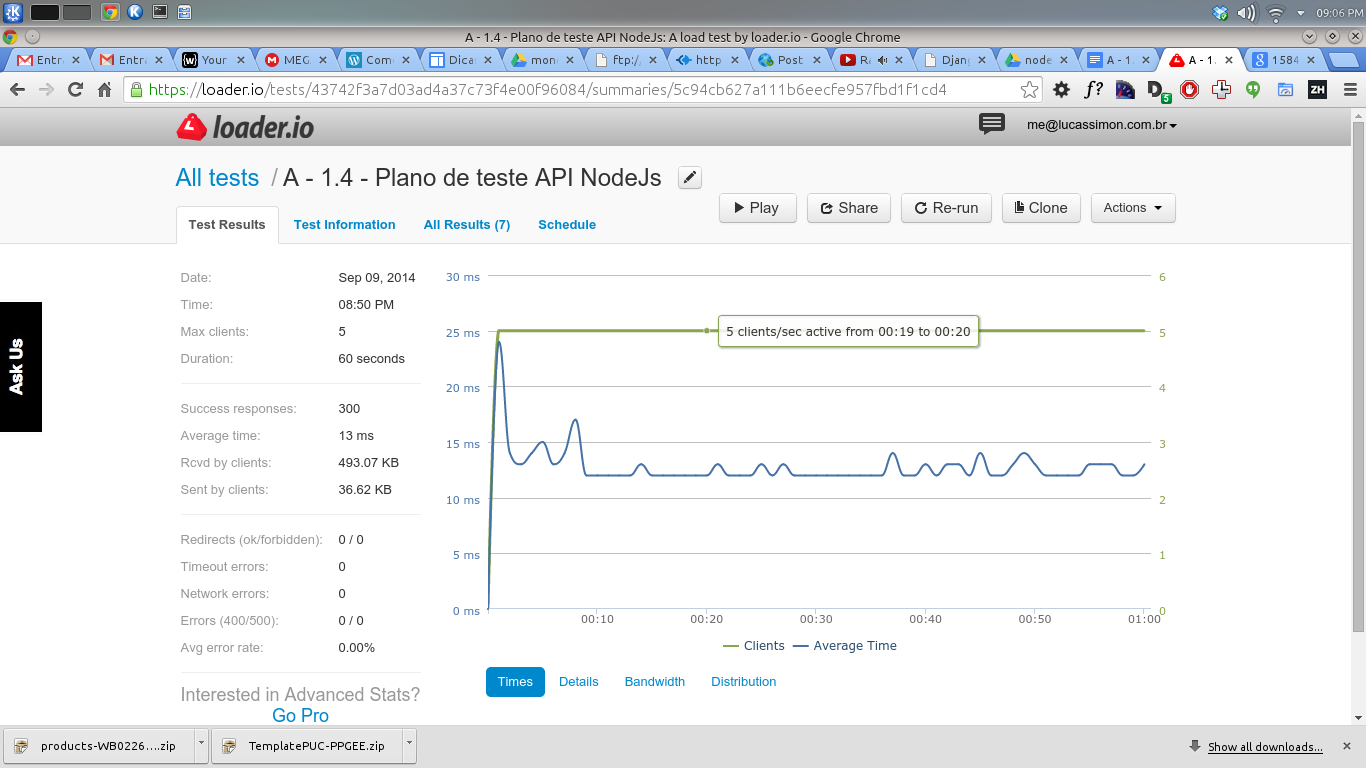 09:06 PM
A - 1.4 - Plano de teste API NodeJs: A load test by loader.io - Google Chrome
Entra
Entra
Your
MEG
Com
Dica
mon
ftp:/
http
Post
Ra
Djan
node
A - 1.
A - 1.
1584
https://loader.io/tests/43742f3a7d03ad4a37c73f4e00f96084/summaries/5c94cb627a111b6eecfe957fbd1f1cd4
f?
D 5
ZH
loader.io
me@lucassimon.com.br
All tests / A - 1.4 - Plano de teste API NodeJs
Play
Share
Re-run
Clone
Actions
Test Results
Test Information
All Results (7)
Schedule
Ask Us
Date: Sep 09, 2014
Time: 08:50 PM
Max clients: 5
Duration: 60 seconds
Success responses: 300
Average time: 13 ms
Rcvd by clients: 493.07 KB
Sent by clients: 36.62 KB
Redirects (ok/forbidden): 0 / 0
Timeout errors: 0
Network errors: 0
Errors (400/500): 0 / 0
Avg error rate: 0.00%
Interested in Advanced Stats?
Go Pro
30 ms
25 ms
20 ms
15 ms
10 ms
5 ms
0 ms
6
5
4
3
2
1
0
5 clients/sec active from 00:19 to 00:20
00:10
00:20
00:30
00:40
00:50
01:00
Clients
Average Time
Times
Details
Bandwidth
Distribution
products-WB0226....zip
TemplatePUC-PPGEE.zip
Show all downloads...